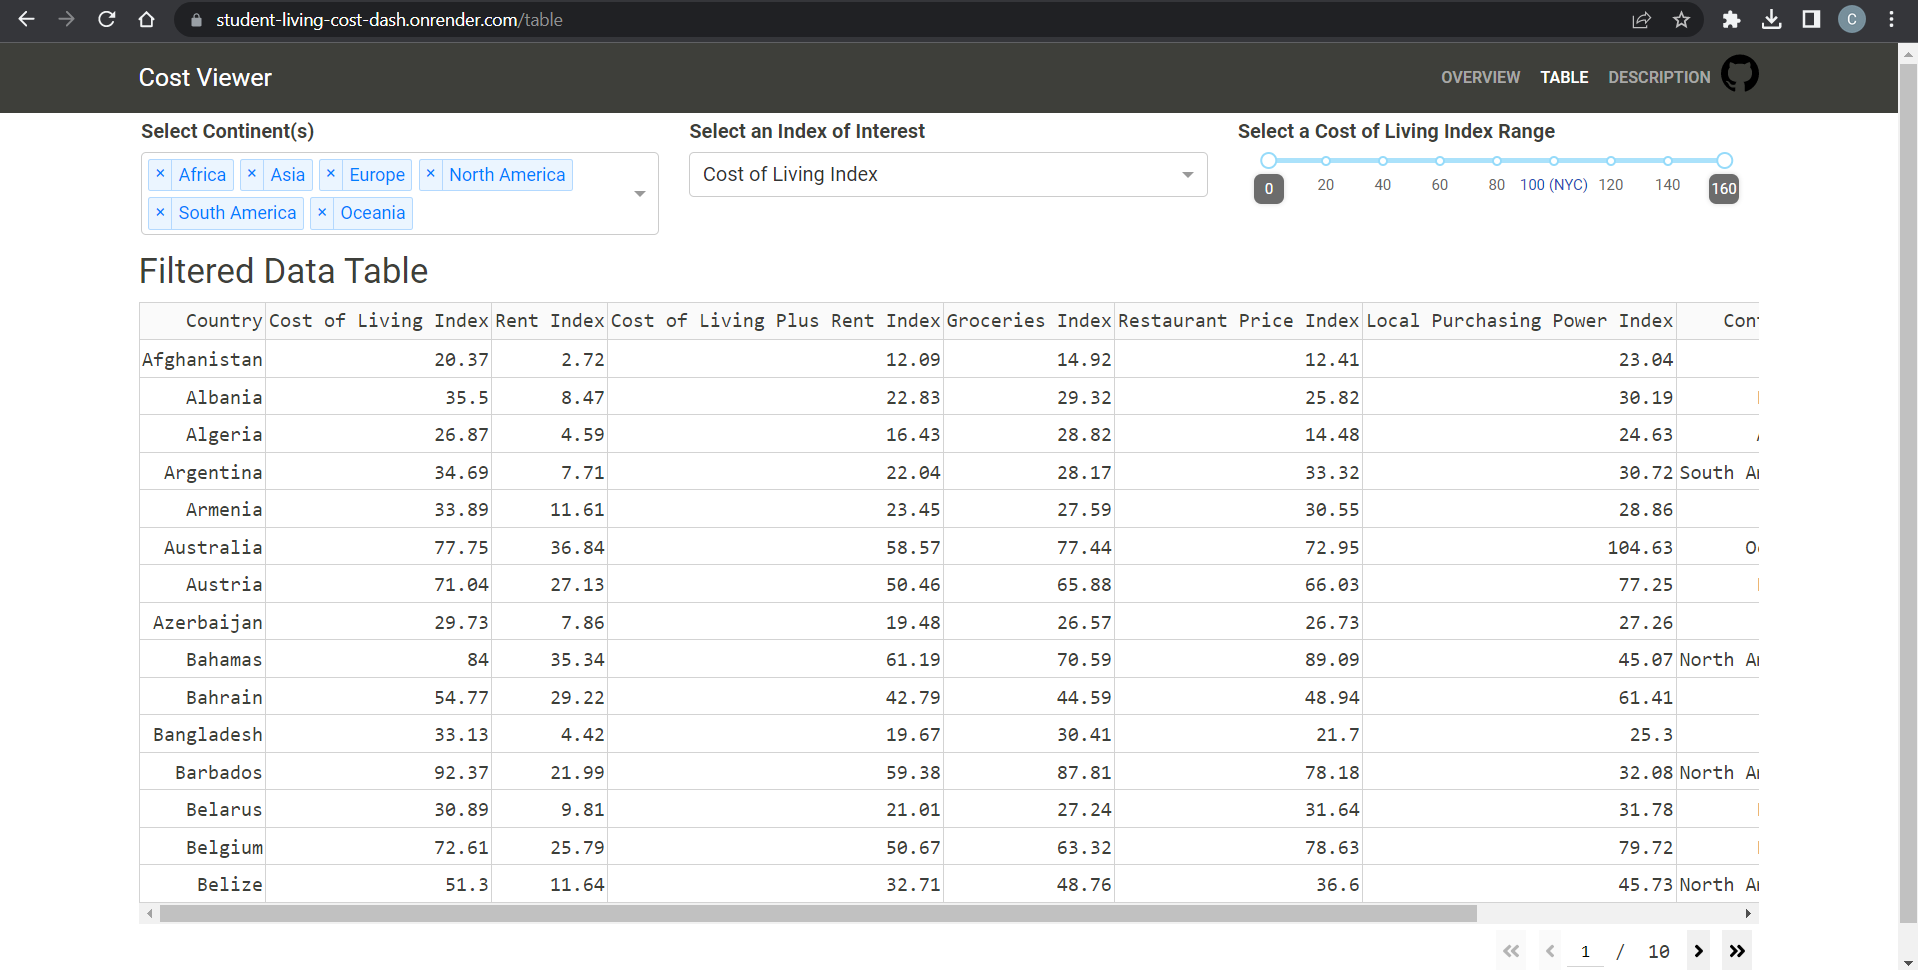 student-living-cost-dash.onrender.com/table
C
Cost Viewer
OVERVIEW TABLE DESCRIPTION
Select Continent(s)
Select an Index of Interest
Select a Cost of Living Index Range
× Africa × Asia × Europe × North America
× South America × Oceania
Cost of Living Index
0 20 40 60 80 100 (NYC) 120 140 160
Filtered Data Table
Country Cost of Living Index Rent Index Cost of Living Plus Rent Index Groceries Index Restaurant Price Index Local Purchasing Power Index
Afghanistan 20.37 2.72 12.09 14.92 12.41 23.04
Albania 35.5 8.47 22.83 29.32 25.82 30.19
Algeria 26.87 4.59 16.43 28.82 14.48 24.63
Argentina 34.69 7.71 22.04 28.17 33.32 30.72 South
Armenia 33.89 11.61 23.45 27.59 30.55 28.86
Australia 77.75 36.84 58.57 77.44 72.95 104.63
Austria 71.04 27.13 50.46 65.88 66.03 77.25
Azerbaijan 29.73 7.86 19.48 26.57 26.73 27.26
Bahamas 84 35.34 61.19 70.59 89.09 45.07 North
Bahrain 54.77 29.22 42.79 44.59 48.94 61.41
Bangladesh 33.13 4.42 19.67 30.41 21.7 25.3
Barbados 92.37 21.99 59.38 87.81 78.18 32.08 North
Belarus 30.89 9.81 21.01 27.24 31.64 31.78
Belgium 72.61 25.79 50.67 63.32 78.63 79.72
Belize 51.3 11.64 32.71 48.76 36.6 45.73 North
1 / 10